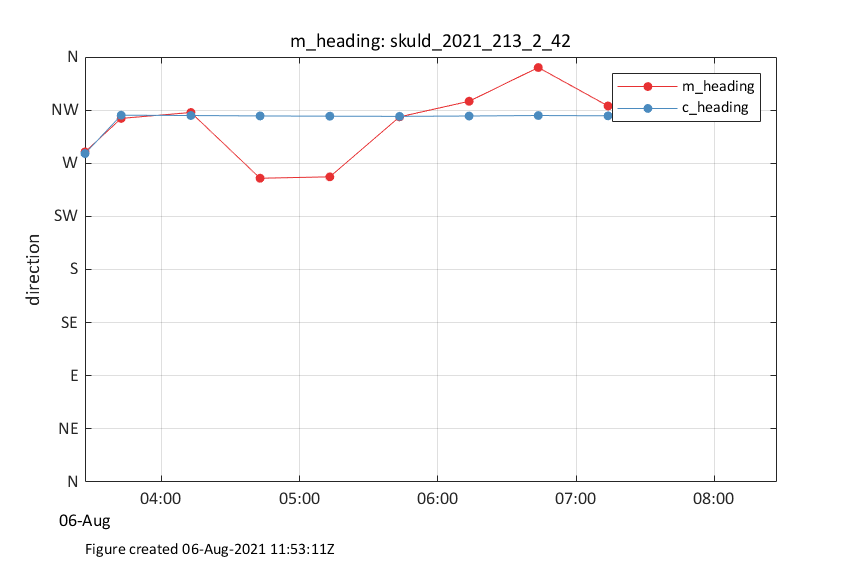 m_heading: skuld_2021_213_2_42
N
m_heading
c_heading
NW
W
SW
direction
S
SE
E
NE
N
04:00 05:00 06:00 07:00 08:00
06-Aug
Figure created 06-Aug-2021 11:53:11Z